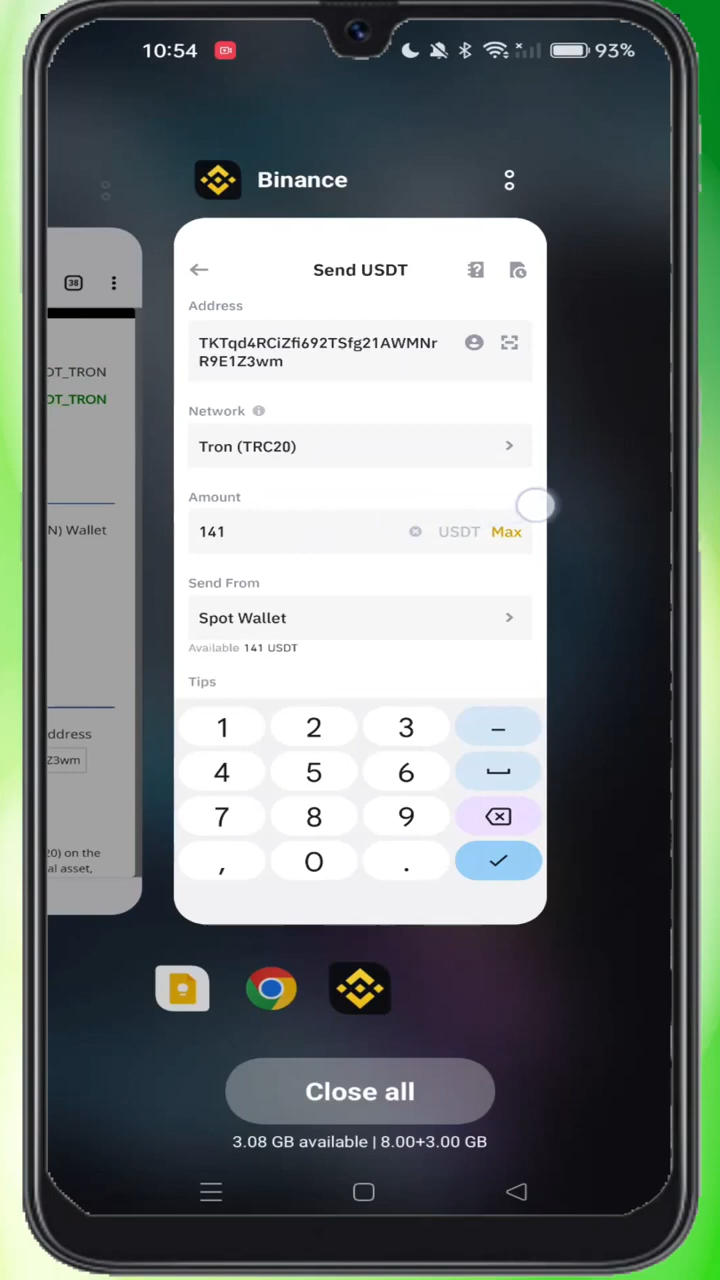 10:54
93%
Binance
38
Send USDT
Address
TKTqd4RCiZfi692TSfg21AWMNr
R9E1Z3wm
Network
Tron (TRC20)
Amount
141
USDT Max
Send From
Spot Wallet
Available 141 USDT
Tips
DT_TRON
DT_TRON
N) Wallet
ddress
Z3wm
20) on the
al asset,
1 2 3 –
4 5 6
7 8 9
, 0 .
Close all
3.08 GB available | 8.00+3.00 GB